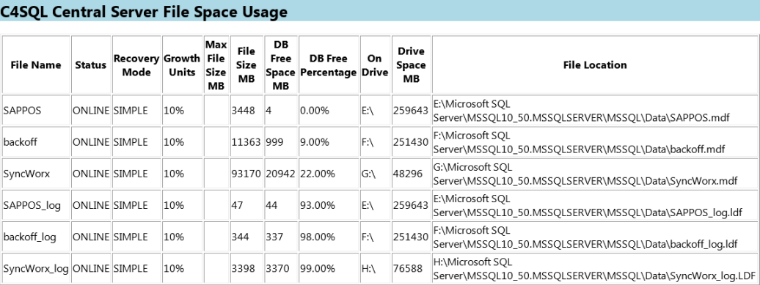 C4SQL Central Server File Space Usage
File Name Status Recovery Mode Growth Units Max File Size MB File Size MB DB Free Space MB DB Free Percentage On Drive Drive Space MB File Location
SAPPOS ONLINE SIMPLE 10% 3448 4 0.00% E:\ 259643 E:\Microsoft SQL
Server\MSSQL10_50.MSSQLSERVER\MSSQL\Data\SAPPOS.mdf
backoff ONLINE SIMPLE 10% 11363 999 9.00% F:\ 251430 F:\Microsoft SQL
Server\MSSQL10_50.MSSQLSERVER\MSSQL\Data\backoff.mdf
SyncWorx ONLINE SIMPLE 10% 93170 20942 22.00% G:\ 48296 G:\Microsoft SQL
Server\MSSQL10_50.MSSQLSERVER\MSSQL\Data\SyncWorx.mdf
SAPPOS_log ONLINE SIMPLE 10% 47 44 93.00% E:\ 259643 E:\Microsoft SQL
Server\MSSQL10_50.MSSQLSERVER\MSSQL\Data\SAPPOS_log.ldf
backoff_log ONLINE SIMPLE 10% 344 337 98.00% F:\ 251430 F:\Microsoft SQL
Server\MSSQL10_50.MSSQLSERVER\MSSQL\Data\backoff_log.ldf
SyncWorx_log ONLINE SIMPLE 10% 3398 3370 99.00% H:\ 76588 H:\Microsoft SQL
Server\MSSQL10_50.MSSQLSERVER\MSSQL\Data\SyncWorx_log.LDF